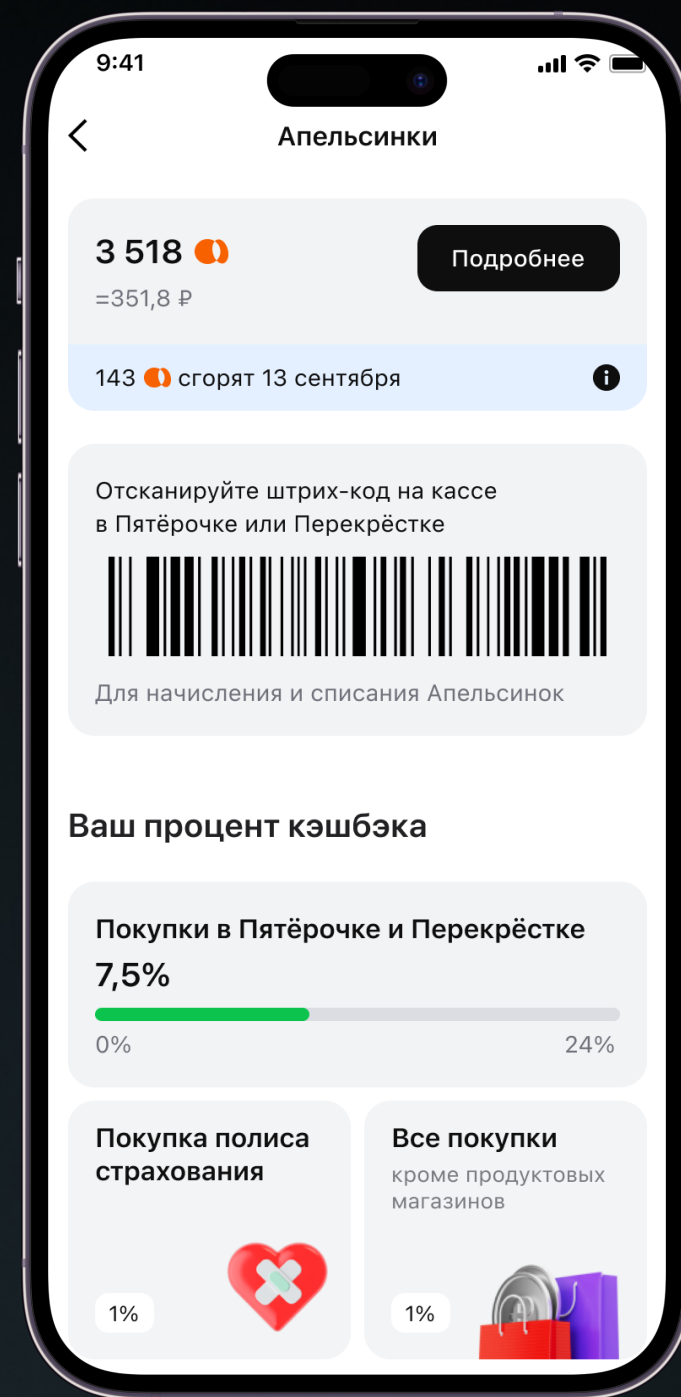 9:41
Апельсинки
3 518
Подробнее
=351,8 ₽
143 сгорят 13 сентября
Отсканируйте штрих-код на кассе
в Пятёрочке или Перекрёстке
Для начисления и списания Апельсинок
Ваш процент кэшбэка
Покупки в Пятёрочке и Перекрёстке
7,5%
0% 24%
Покупка полиса
страхования
1%
Все покупки
кроме продуктовых
магазинов
1%